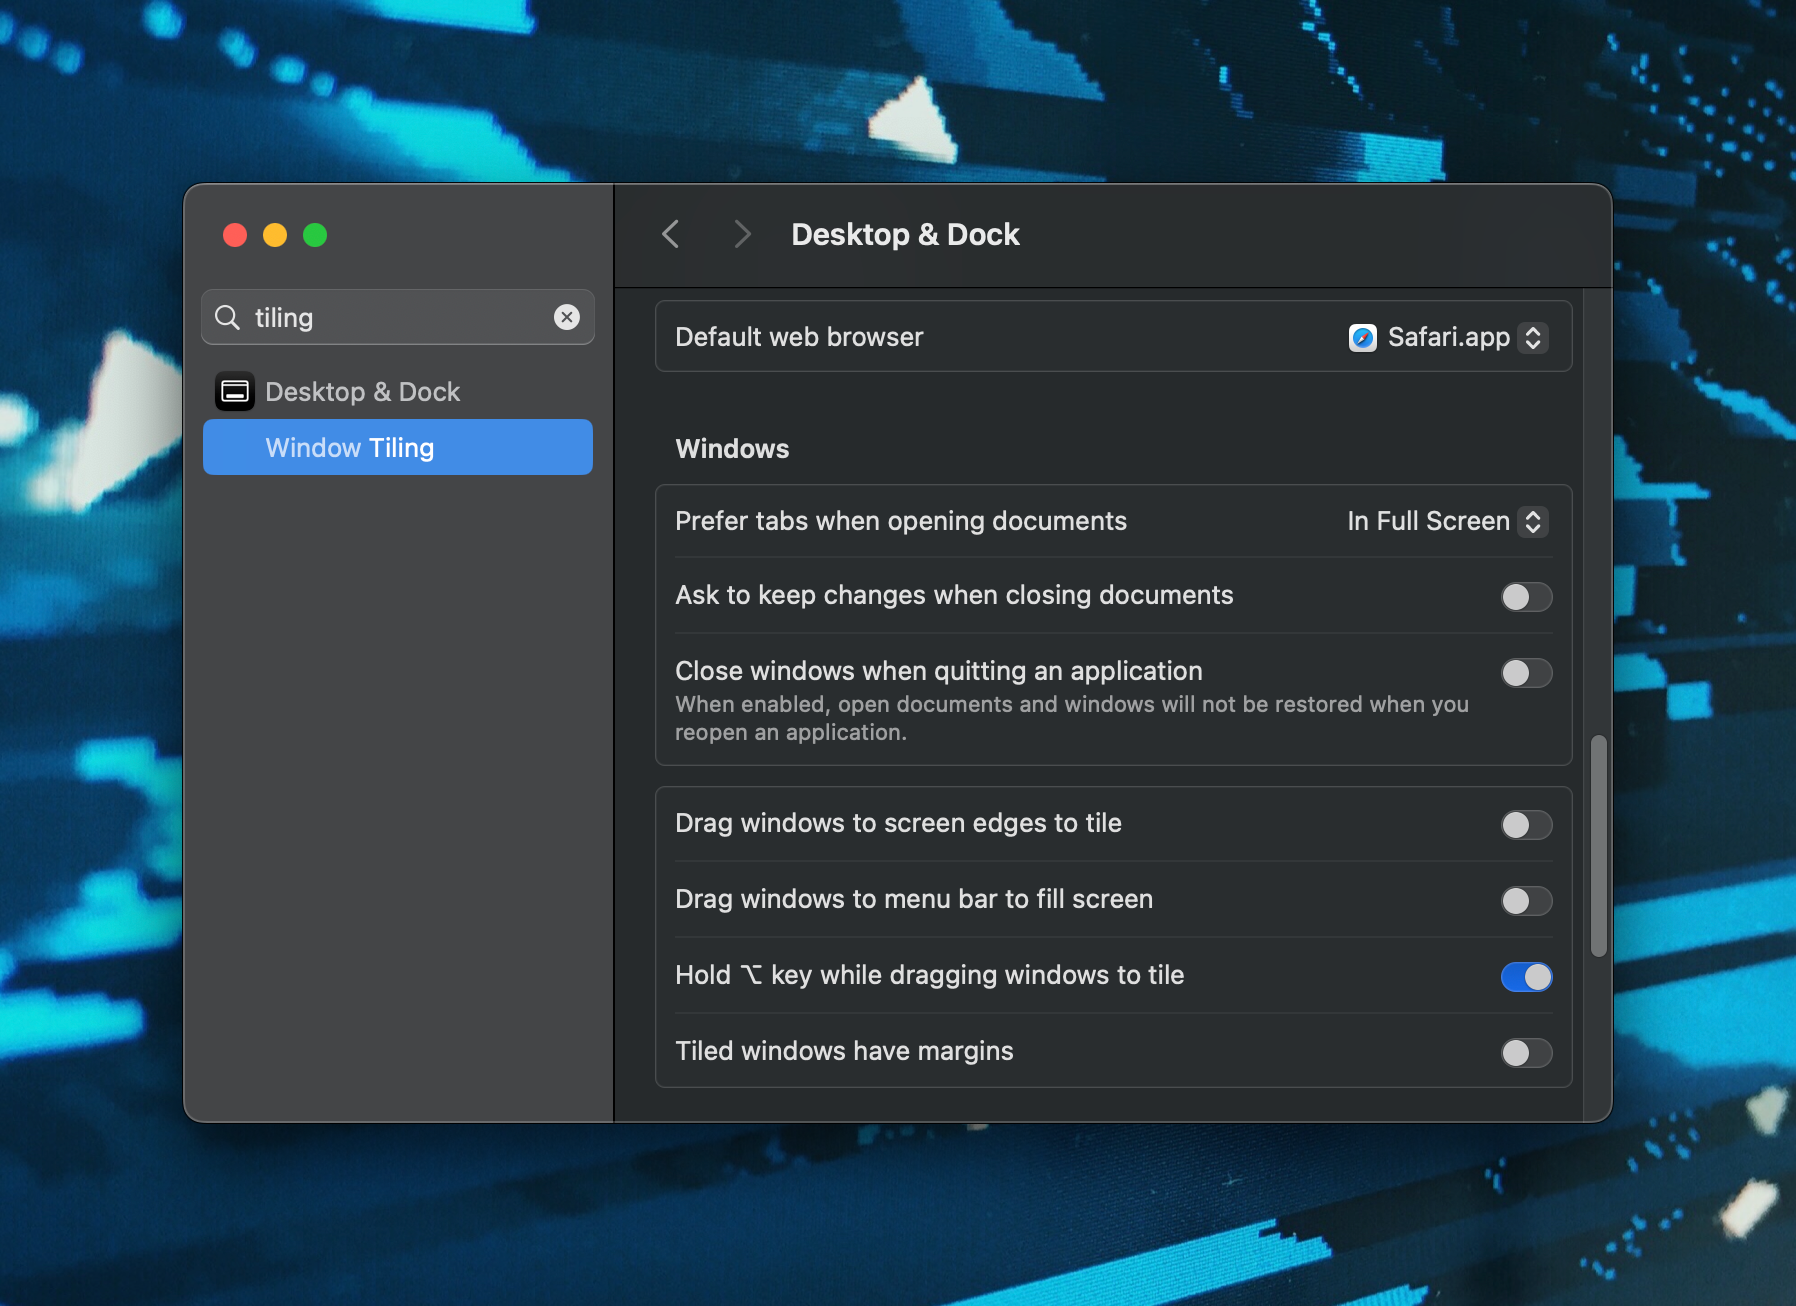 Desktop & Dock
tiling
Desktop & Dock
Window Tiling
Default web browser
Safari.app
Windows
Prefer tabs when opening documents
In Full Screen
Ask to keep changes when closing documents
Close windows when quitting an application
When enabled, open documents and windows will not be restored when you
reopen an application.
Drag windows to screen edges to tile
Drag windows to menu bar to fill screen
Hold ⌥ key while dragging windows to tile
Tiled windows have margins